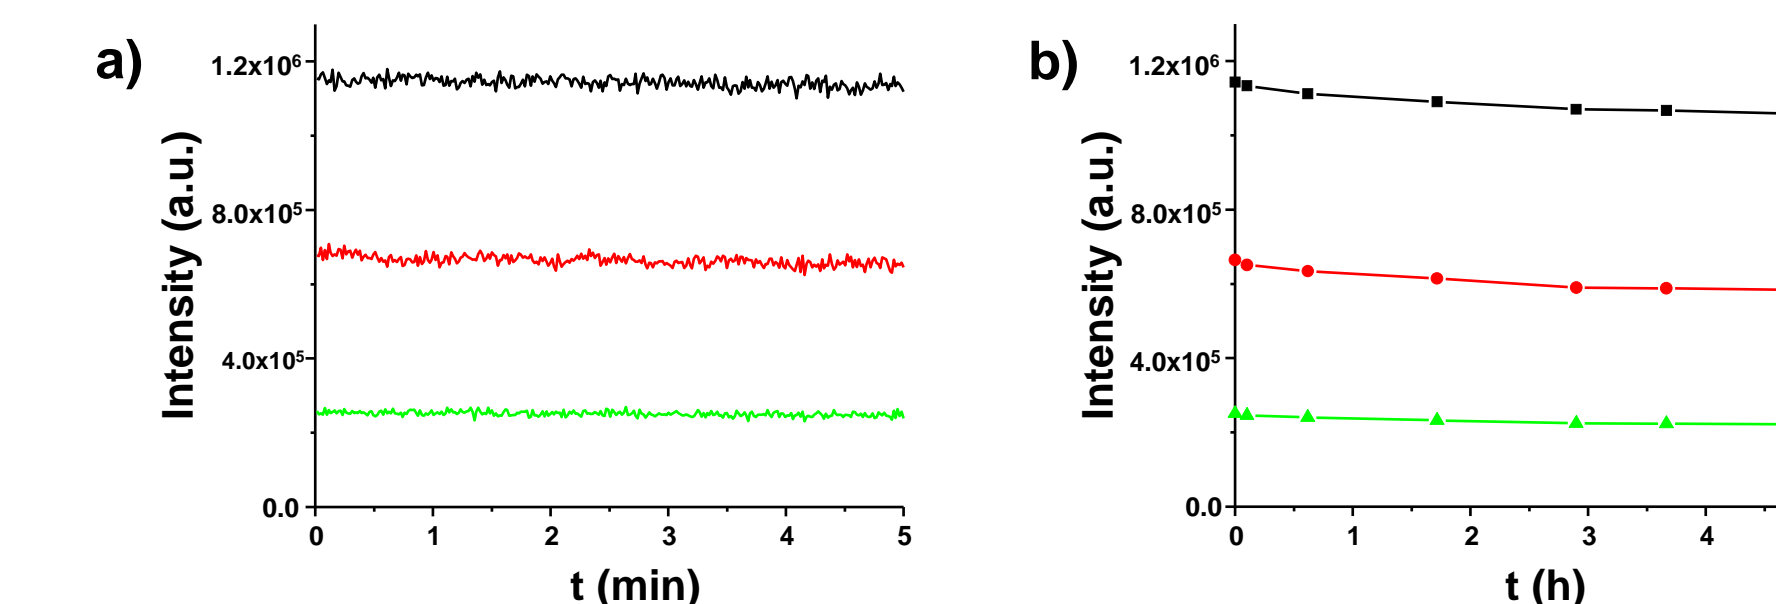 a)
1.2x10⁶
8.0x10⁵
4.0x10⁵
0.0
0 1 2 3 4 5
t (min)
Intensity (a.u.)
b)
1.2x10⁶
8.0x10⁵
4.0x10⁵
0.0
0 1 2 3 4
t (h)
Intensity (a.u.)